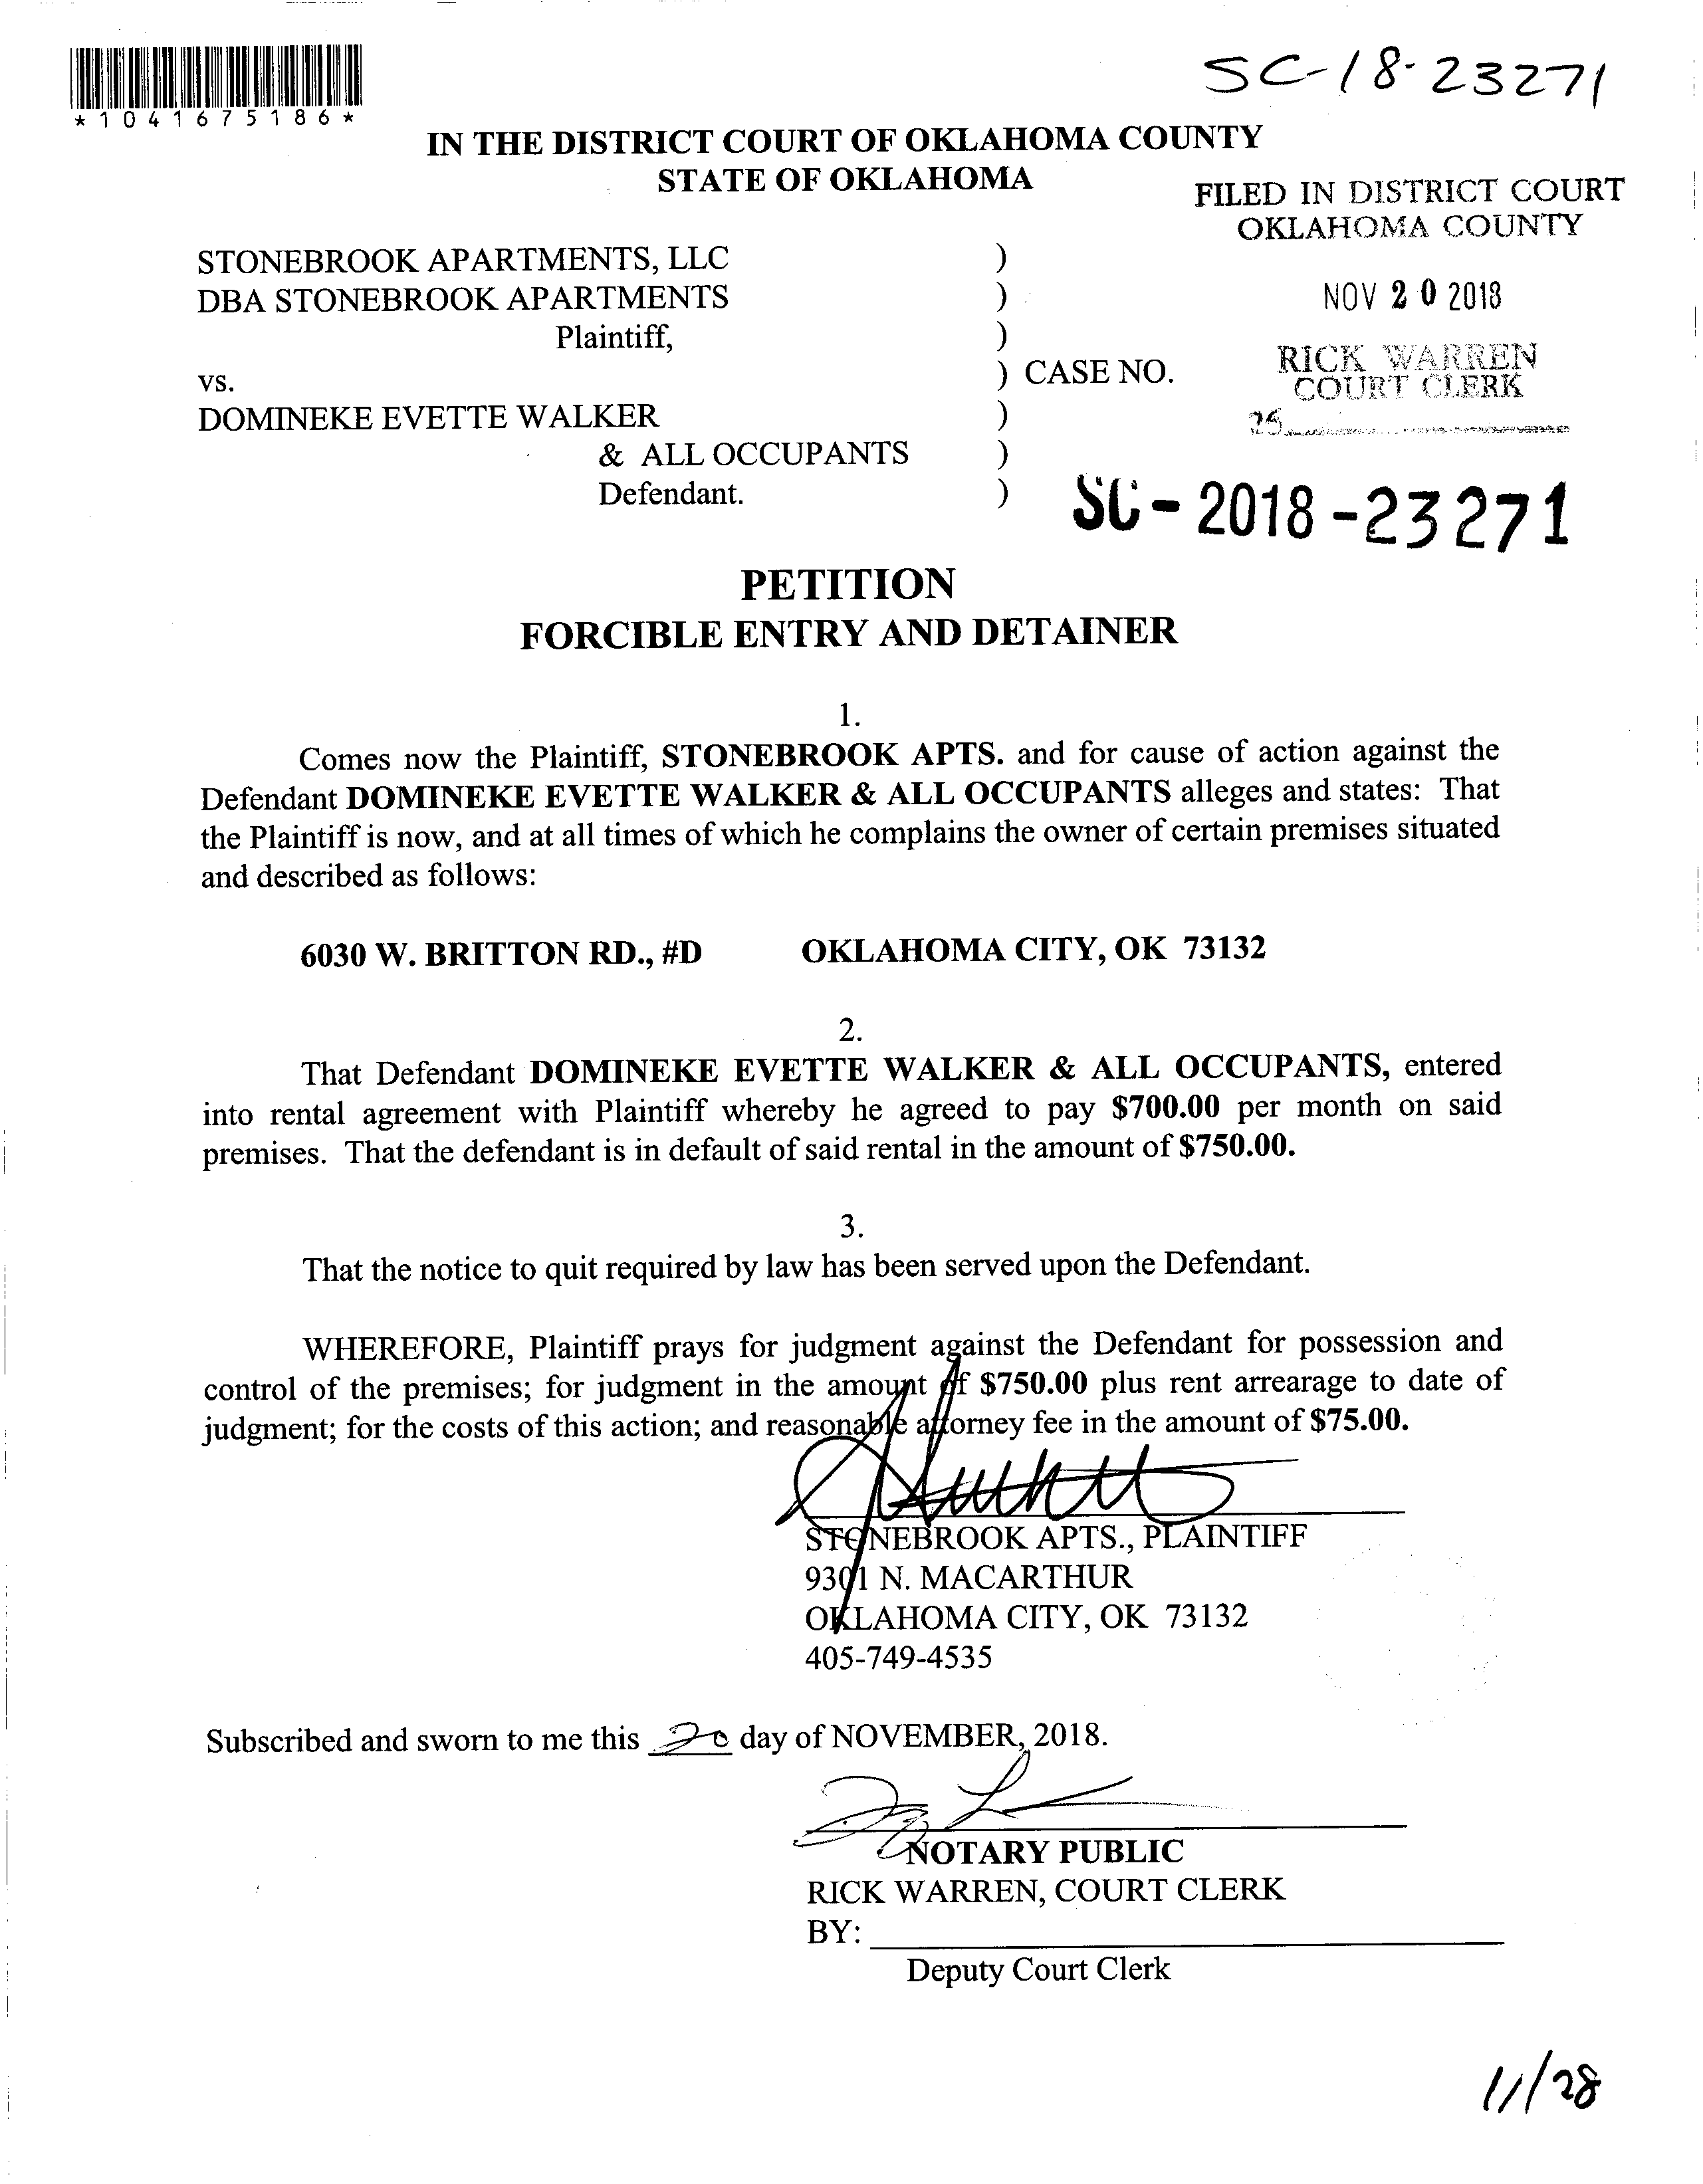 SC-18-23271
*1041675186*
IN THE DISTRICT COURT OF OKLAHOMA COUNTY
STATE OF OKLAHOMA
FILED IN DISTRICT COURT
OKLAHOMA COUNTY
STONEBROOK APARTMENTS, LLC )
DBA STONEBROOK APARTMENTS )
NOV 20 2018
Plaintiff, )
vs. ) CASE NO.
RICK WARREN
COURT CLERK
DOMINEKE EVETTE WALKER )
& ALL OCCUPANTS )
Defendant. )
SC-2018-23271
PETITION
FORCIBLE ENTRY AND DETAINER
1.
Comes now the Plaintiff, STONEBROOK APTS. and for cause of action against the
Defendant DOMINEKE EVETTE WALKER & ALL OCCUPANTS alleges and states: That
the Plaintiff is now, and at all times of which he complains the owner of certain premises situated
and described as follows:
6030 W. BRITTON RD., #D OKLAHOMA CITY, OK 73132
2.
That Defendant DOMINEKE EVETTE WALKER & ALL OCCUPANTS, entered
into rental agreement with Plaintiff whereby he agreed to pay $700.00 per month on said
premises. That the defendant is in default of said rental in the amount of $750.00.
3.
That the notice to quit required by law has been served upon the Defendant.
WHEREFORE, Plaintiff prays for judgment against the Defendant for possession and
control of the premises; for judgment in the amount of $750.00 plus rent arrearage to date of
judgment; for the costs of this action; and reasonable attorney fee in the amount of $75.00.
STONEBROOK APTS., PLAINTIFF
9301 N. MACARTHUR
OKLAHOMA CITY, OK 73132
405-749-4535
Subscribed and sworn to me this 20 day of NOVEMBER, 2018.
NOTARY PUBLIC
RICK WARREN, COURT CLERK
BY:
Deputy Court Clerk
11/28